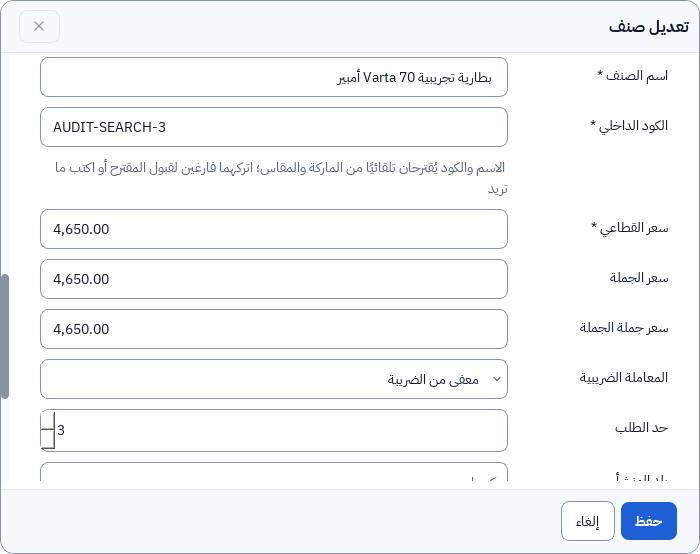 تعديل صنف
اسم الصنف *
بطارية تجريبية Varta 70 أمبير
الكود الداخلي *
AUDIT-SEARCH-3
الاسم والكود يُقترحان تلقائيًا من الماركة والمقاس؛ اتركهما فارغين لقبول المقترح أو اكتب ما
تريد
سعر القطاعي *
4,650.00
سعر الجملة
4,650.00
سعر جملة الجملة
4,650.00
المعاملة الضريبية
معفى من الضريبة
حد الطلب
3
حفظ
إلغاء